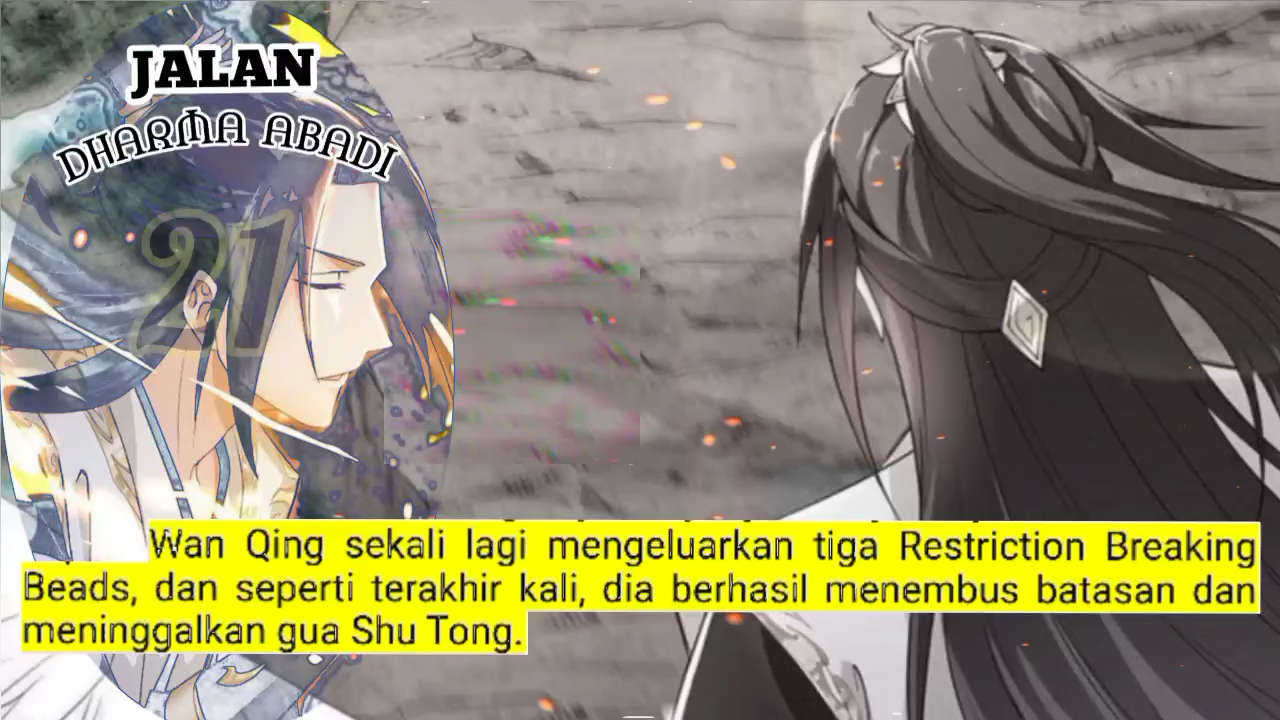 JALAN
DHARMA ABADI
21
Wan Qing sekali lagi mengeluarkan tiga Restriction Breaking
Beads, dan seperti terakhir kali, dia berhasil menembus batasan dan
meninggalkan gua Shu Tong.